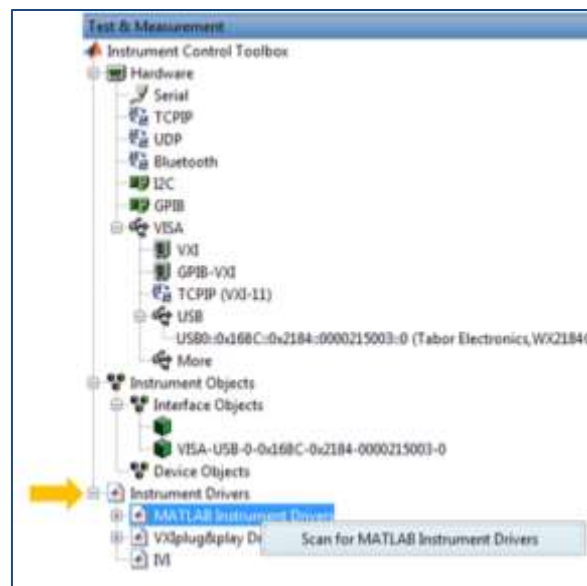 Test & Measurement
Instrument Control Toolbox
Hardware
Serial
TCPIP
UDP
Bluetooth
I2C
GPIB
VISA
VXI
GPIB-VXI
TCPIP (VXI-11)
USB
USB0::0x168C::0x2184::0000215003::0 (Tabor Electronics,WX2184C
More
Instrument Objects
Interface Objects
VISA-USB-0-0x168C-0x2184-0000215003-0
Device Objects
Instrument Drivers
MATLAB Instrument Drivers
Scan for MATLAB Instrument Drivers
VXIplug&play
IVI